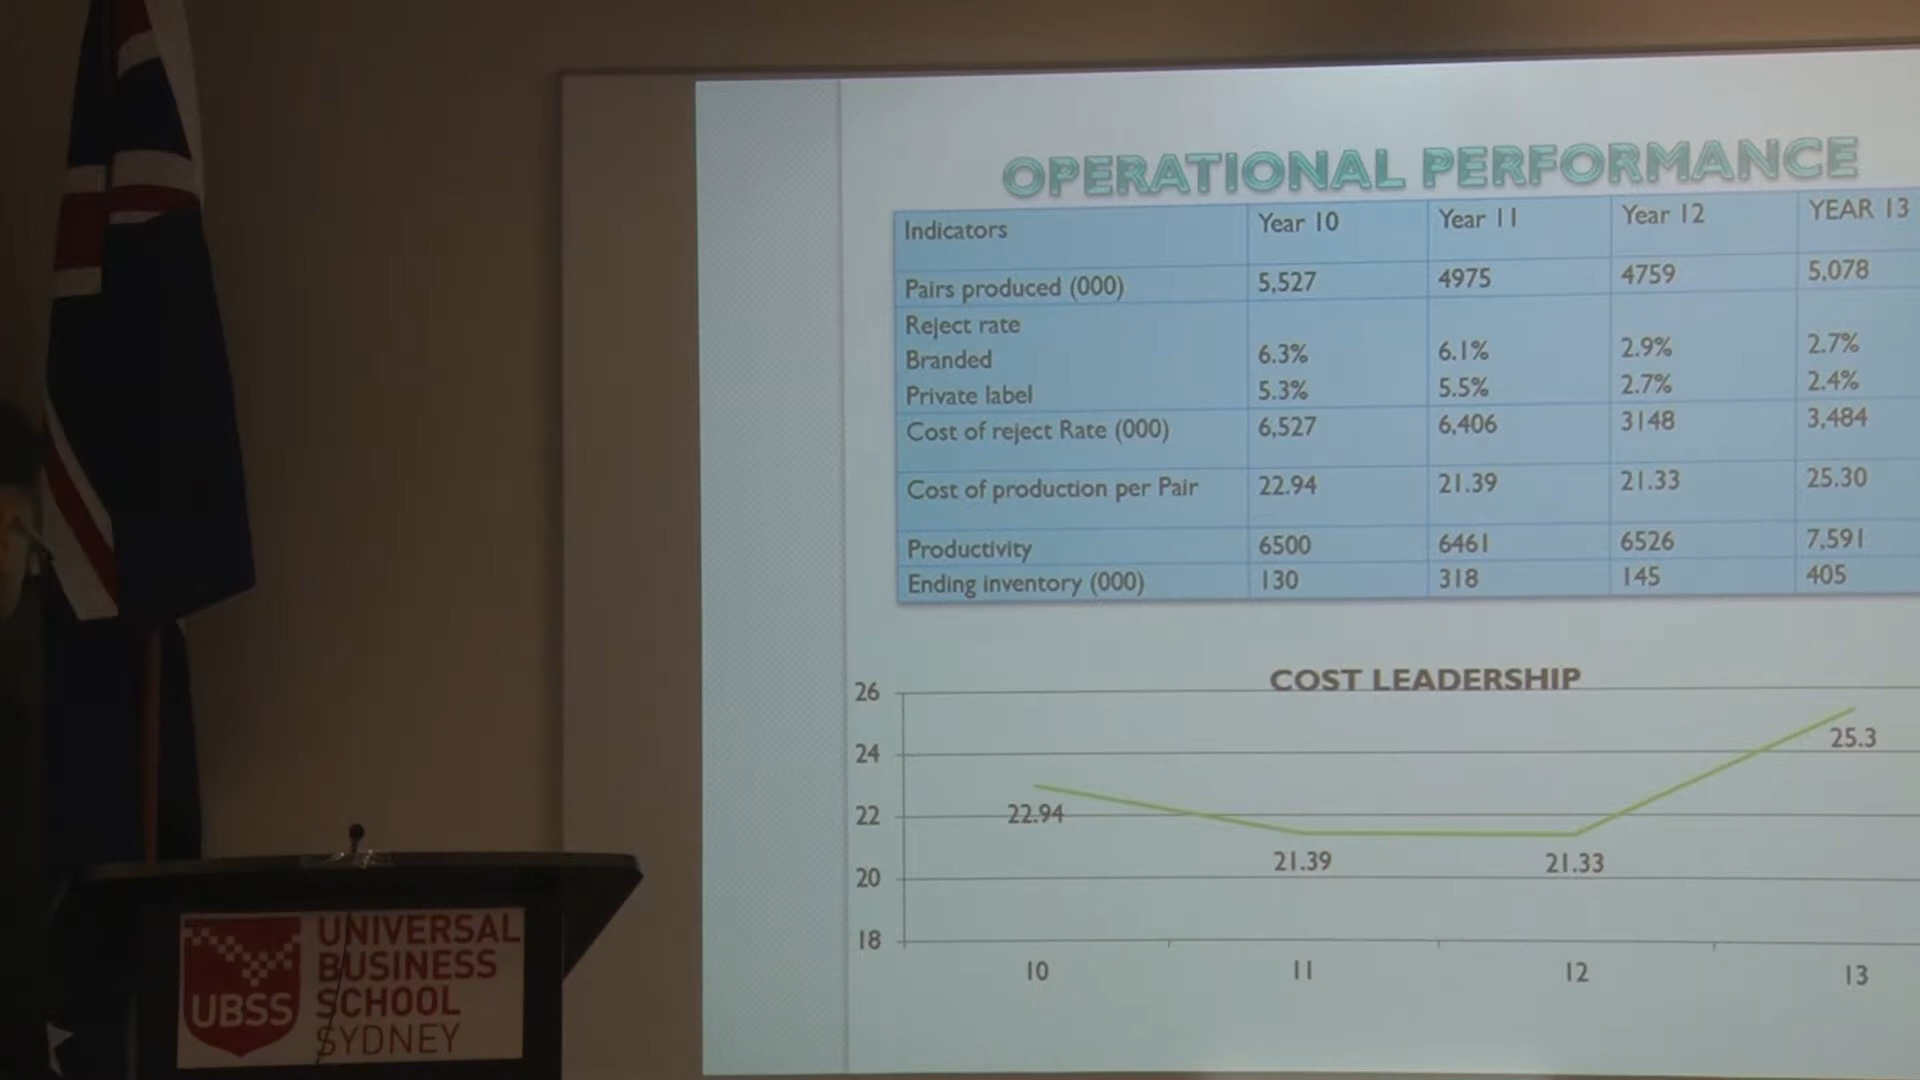 OPERATIONAL PERFORMANCE
Indicators Year 10 Year 11 Year 12 YEAR 13
Pairs produced (000) 5,527 4975 4759 5,078
Reject rate
Branded 6.3% 6.1% 2.9% 2.7%
Private label 5.3% 5.5% 2.7% 2.4%
Cost of reject Rate (000) 6,527 6,406 3148 3,484
Cost of production per Pair 22.94 21.39 21.33 25.30
Productivity 6500 6461 6526 7,591
Ending inventory (000) 130 318 145 405
COST LEADERSHIP
26
24
22
20
18
22.94
21.39
21.33
25.3
10 11 12 13
UBSS
UNIVERSAL
BUSINESS
SCHOOL
SYDNEY